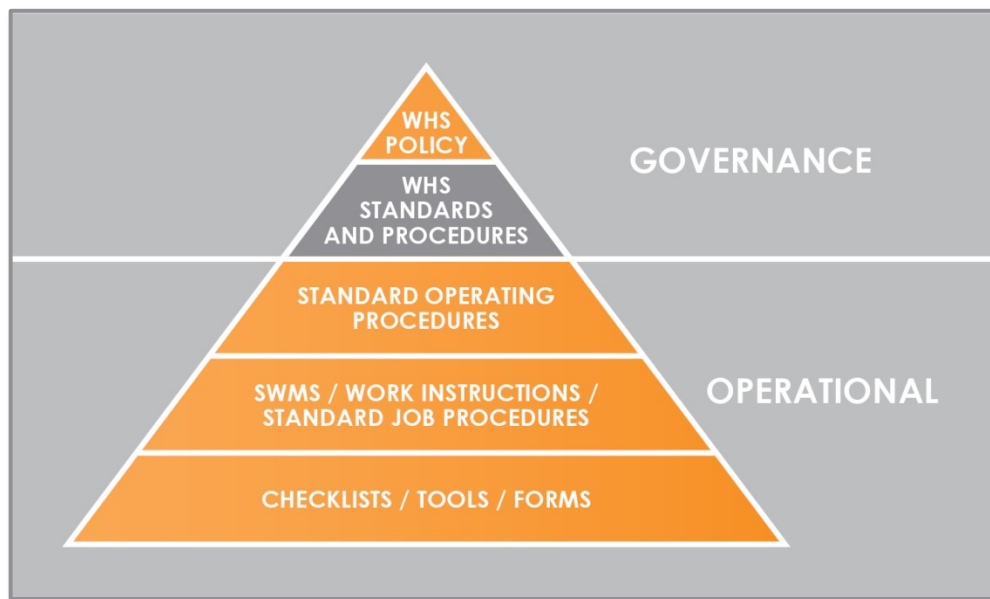 WHS
POLICY
GOVERNANCE
WHS
STANDARDS
AND PROCEDURES
STANDARD OPERATING
PROCEDURES
SWMS / WORK INSTRUCTIONS /
STANDARD JOB PROCEDURES
OPERATIONAL
CHECKLISTS / TOOLS / FORMS